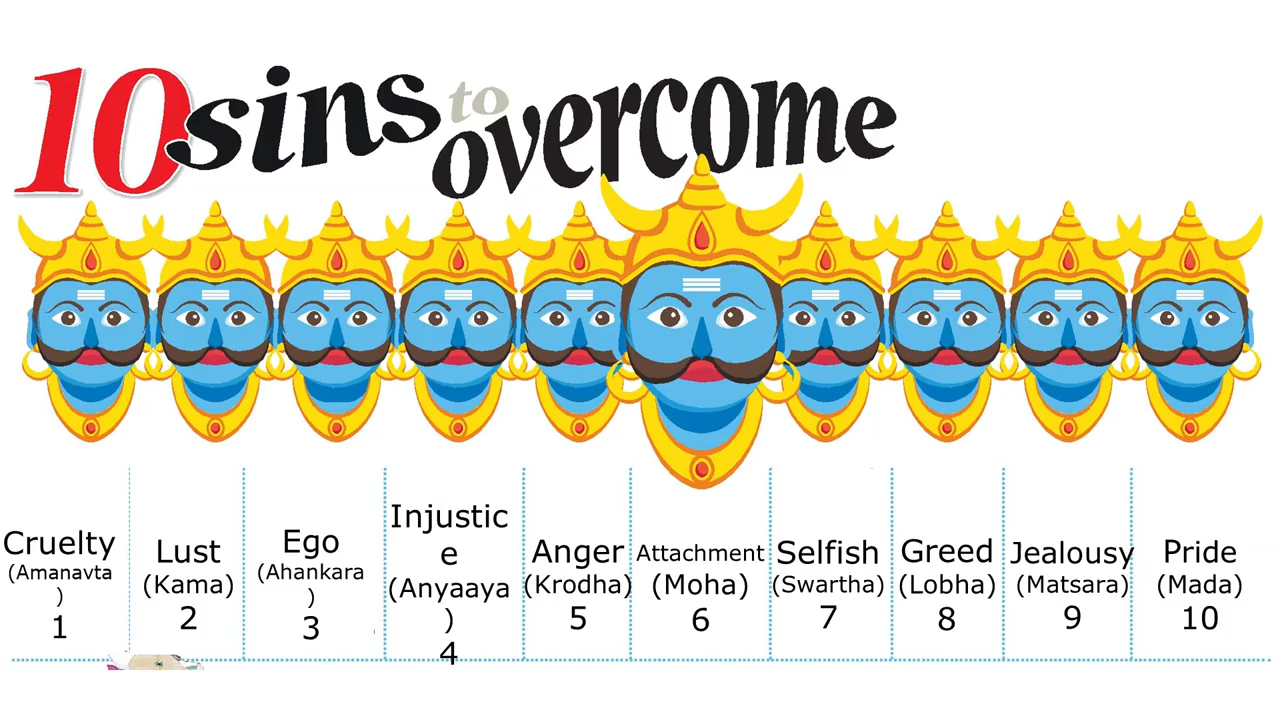 10 sins to
overcome
Cruelty
(Amanavta
)
1
Lust
(Kama)
2
Ego
(Ahankara
)
3
Injustic
e
(Anyaaya
)
4
Anger
(Krodha)
5
Attachment
(Moha)
6
Selfish
(Swartha)
7
Greed
(Lobha)
8
Jealousy
(Matsara)
9
Pride
(Mada)
10